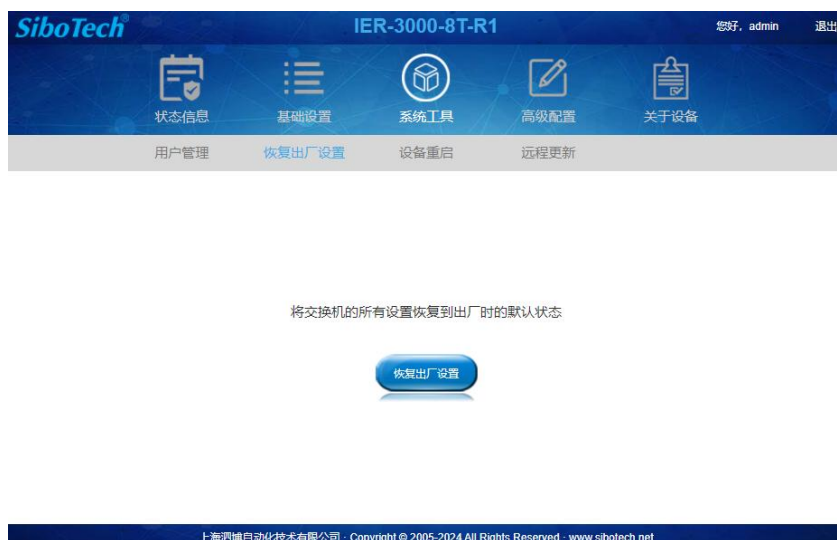 SiboTech® IER-3000-8T-R1 您好，admin 退出
状态信息 基础设置 系统工具 高级配置 关于设备
用户管理 恢复出厂设置 设备重启 远程更新
将交换机的所有设置恢复到出厂时的默认状态
恢复出厂设置
上海泗博自动化技术有限公司 · Copyright © 2005-2024 All Rights Reserved · www.sibotech.net